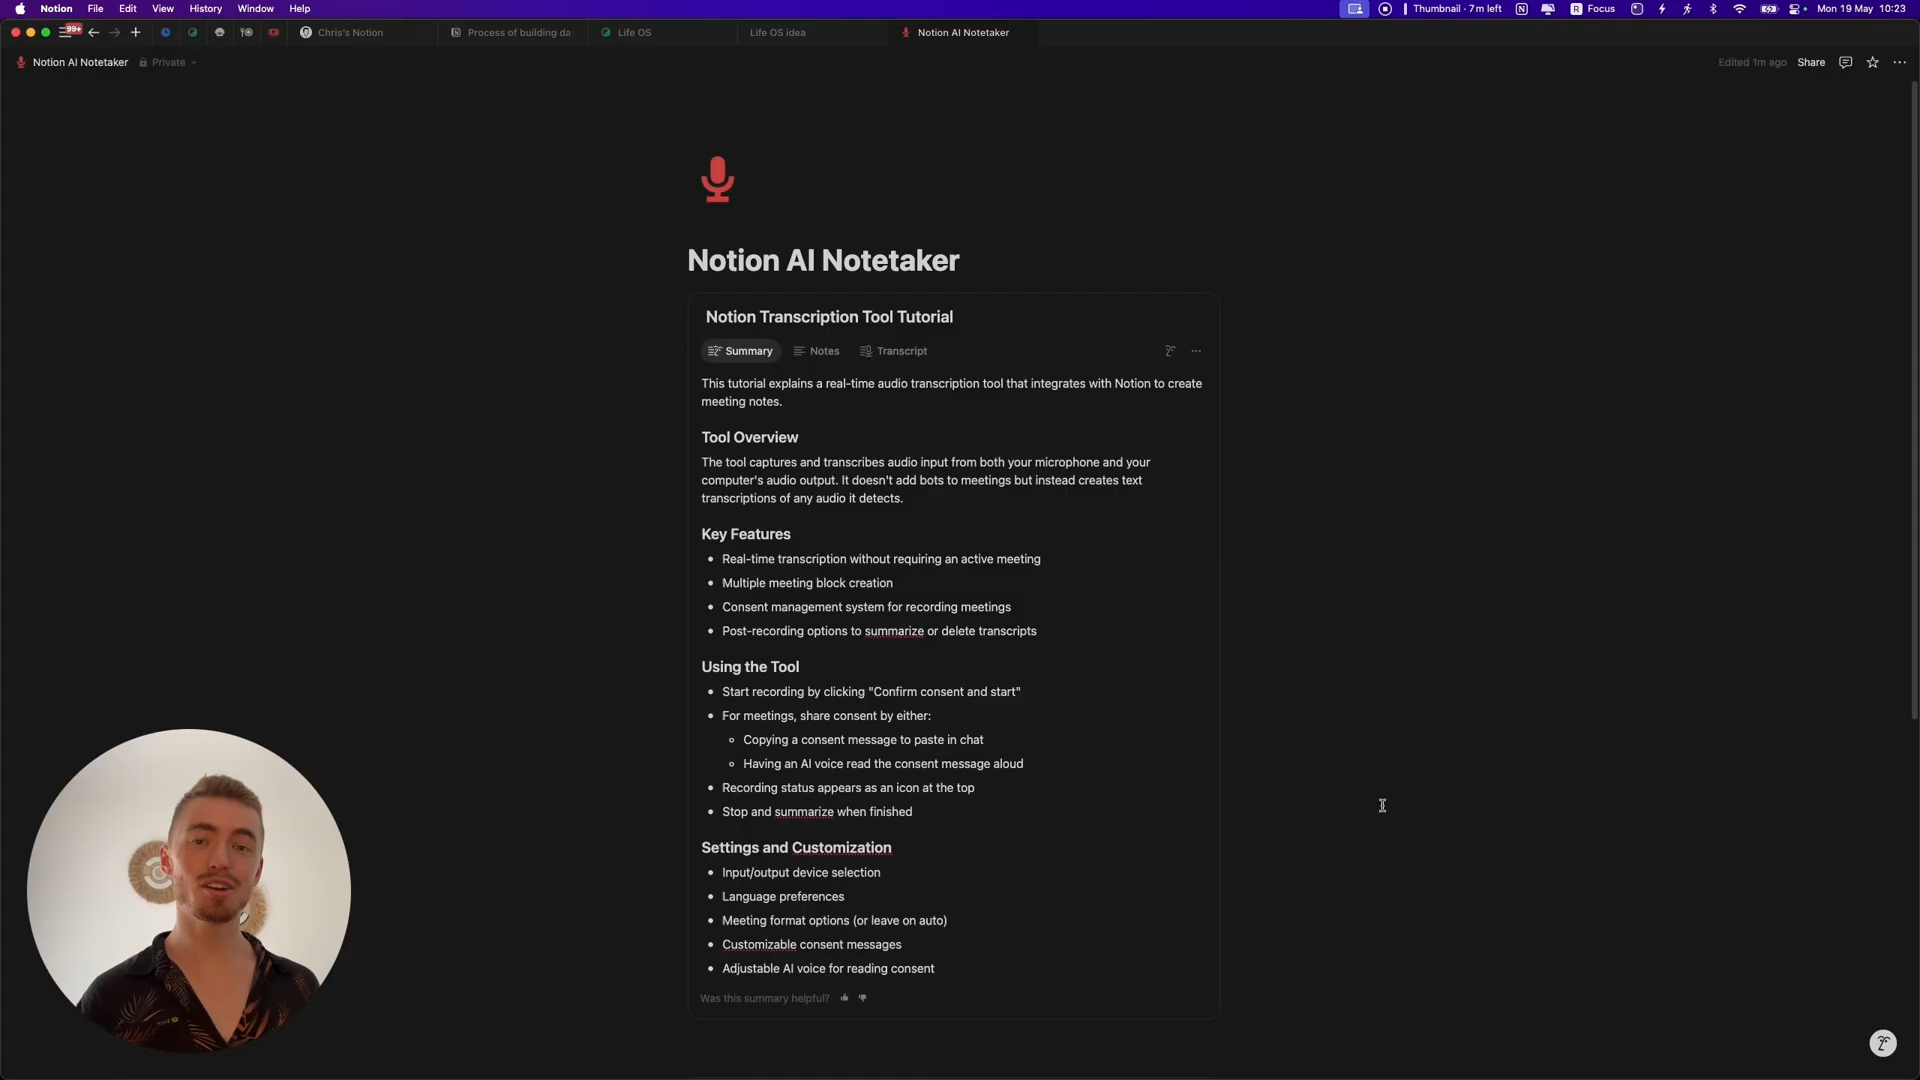 Notion File Edit View History Window Help Thumbnail · 7m left Focus Mon 19 May 10:23
99+ Chris's Notion Process of building da Life OS Life OS idea Notion AI Notetaker
Notion AI Notetaker Private Edited 1m ago Share
Notion AI Notetaker
Notion Transcription Tool Tutorial
Summary Notes Transcript
This tutorial explains a real-time audio transcription tool that integrates with Notion to create
meeting notes.
Tool Overview
The tool captures and transcribes audio input from both your microphone and your
computer's audio output. It doesn't add bots to meetings but instead creates text
transcriptions of any audio it detects.
Key Features
• Real-time transcription without requiring an active meeting
• Multiple meeting block creation
• Consent management system for recording meetings
• Post-recording options to summarize or delete transcripts
Using the Tool
• Start recording by clicking "Confirm consent and start"
• For meetings, share consent by either:
◦ Copying a consent message to paste in chat
◦ Having an AI voice read the consent message aloud
• Recording status appears as an icon at the top
• Stop and summarize when finished
Settings and Customization
• Input/output device selection
• Language preferences
• Meeting format options (or leave on auto)
• Customizable consent messages
• Adjustable AI voice for reading consent
Was this summary helpful?